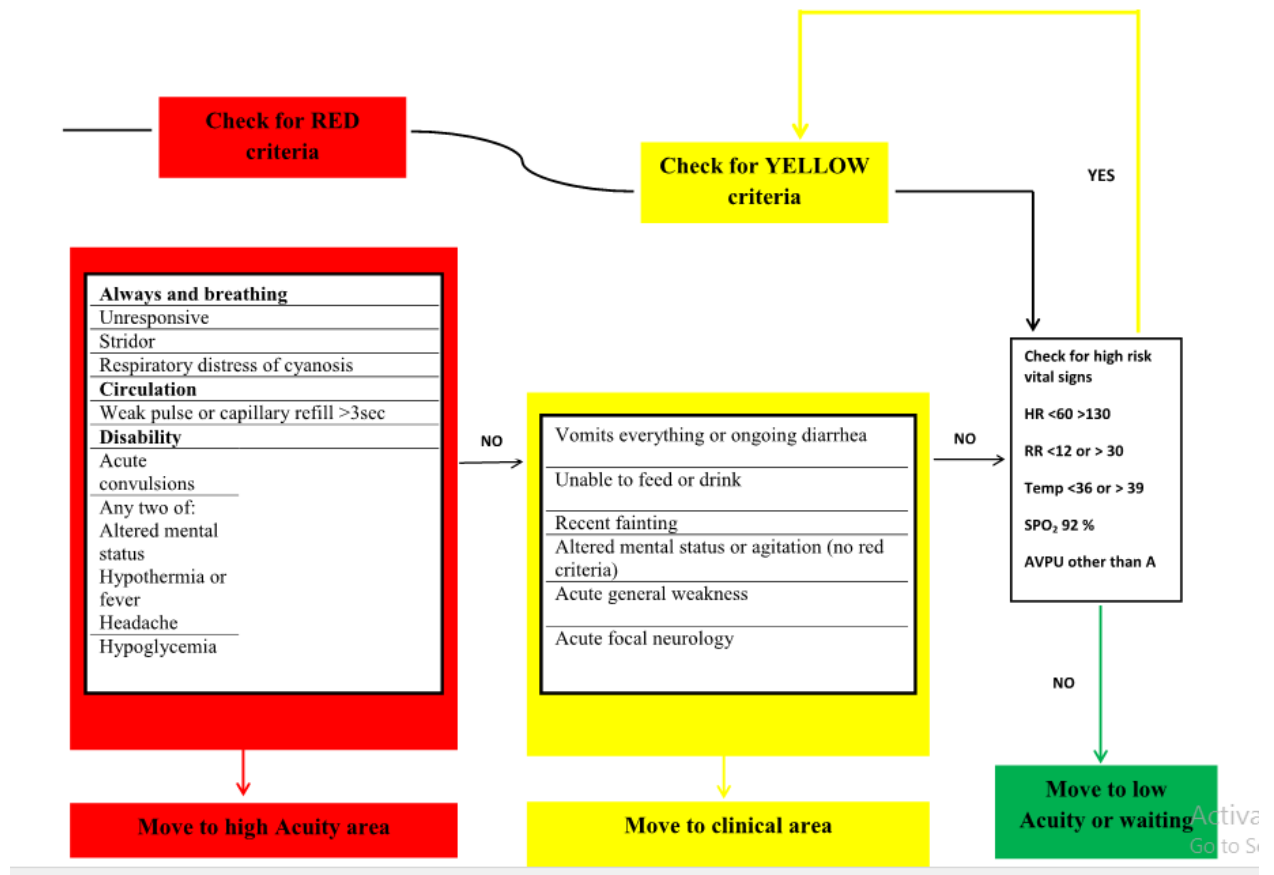 Check for RED
criteria
Check for YELLOW
criteria
YES
Always and breathing
Unresponsive
Stridor
Respiratory distress of cyanosis
Circulation
Weak pulse or capillary refill >3sec
Disability
Acute
convulsions
Any two of:
Altered mental
status
Hypothermia or
fever
Headache
Hypoglycemia
NO
Vomits everything or ongoing diarrhea
Unable to feed or drink
Recent fainting
Altered mental status or agitation (no red
criteria)
Acute general weakness
Acute focal neurology
NO
Check for high risk
vital signs
HR <60 >130
RR <12 or > 30
Temp <36 or > 39
SPO₂ 92 %
AVPU other than A
NO
Move to high Acuity area
Move to clinical area
Move to low
Acuity or waiting
Activa
Go to S